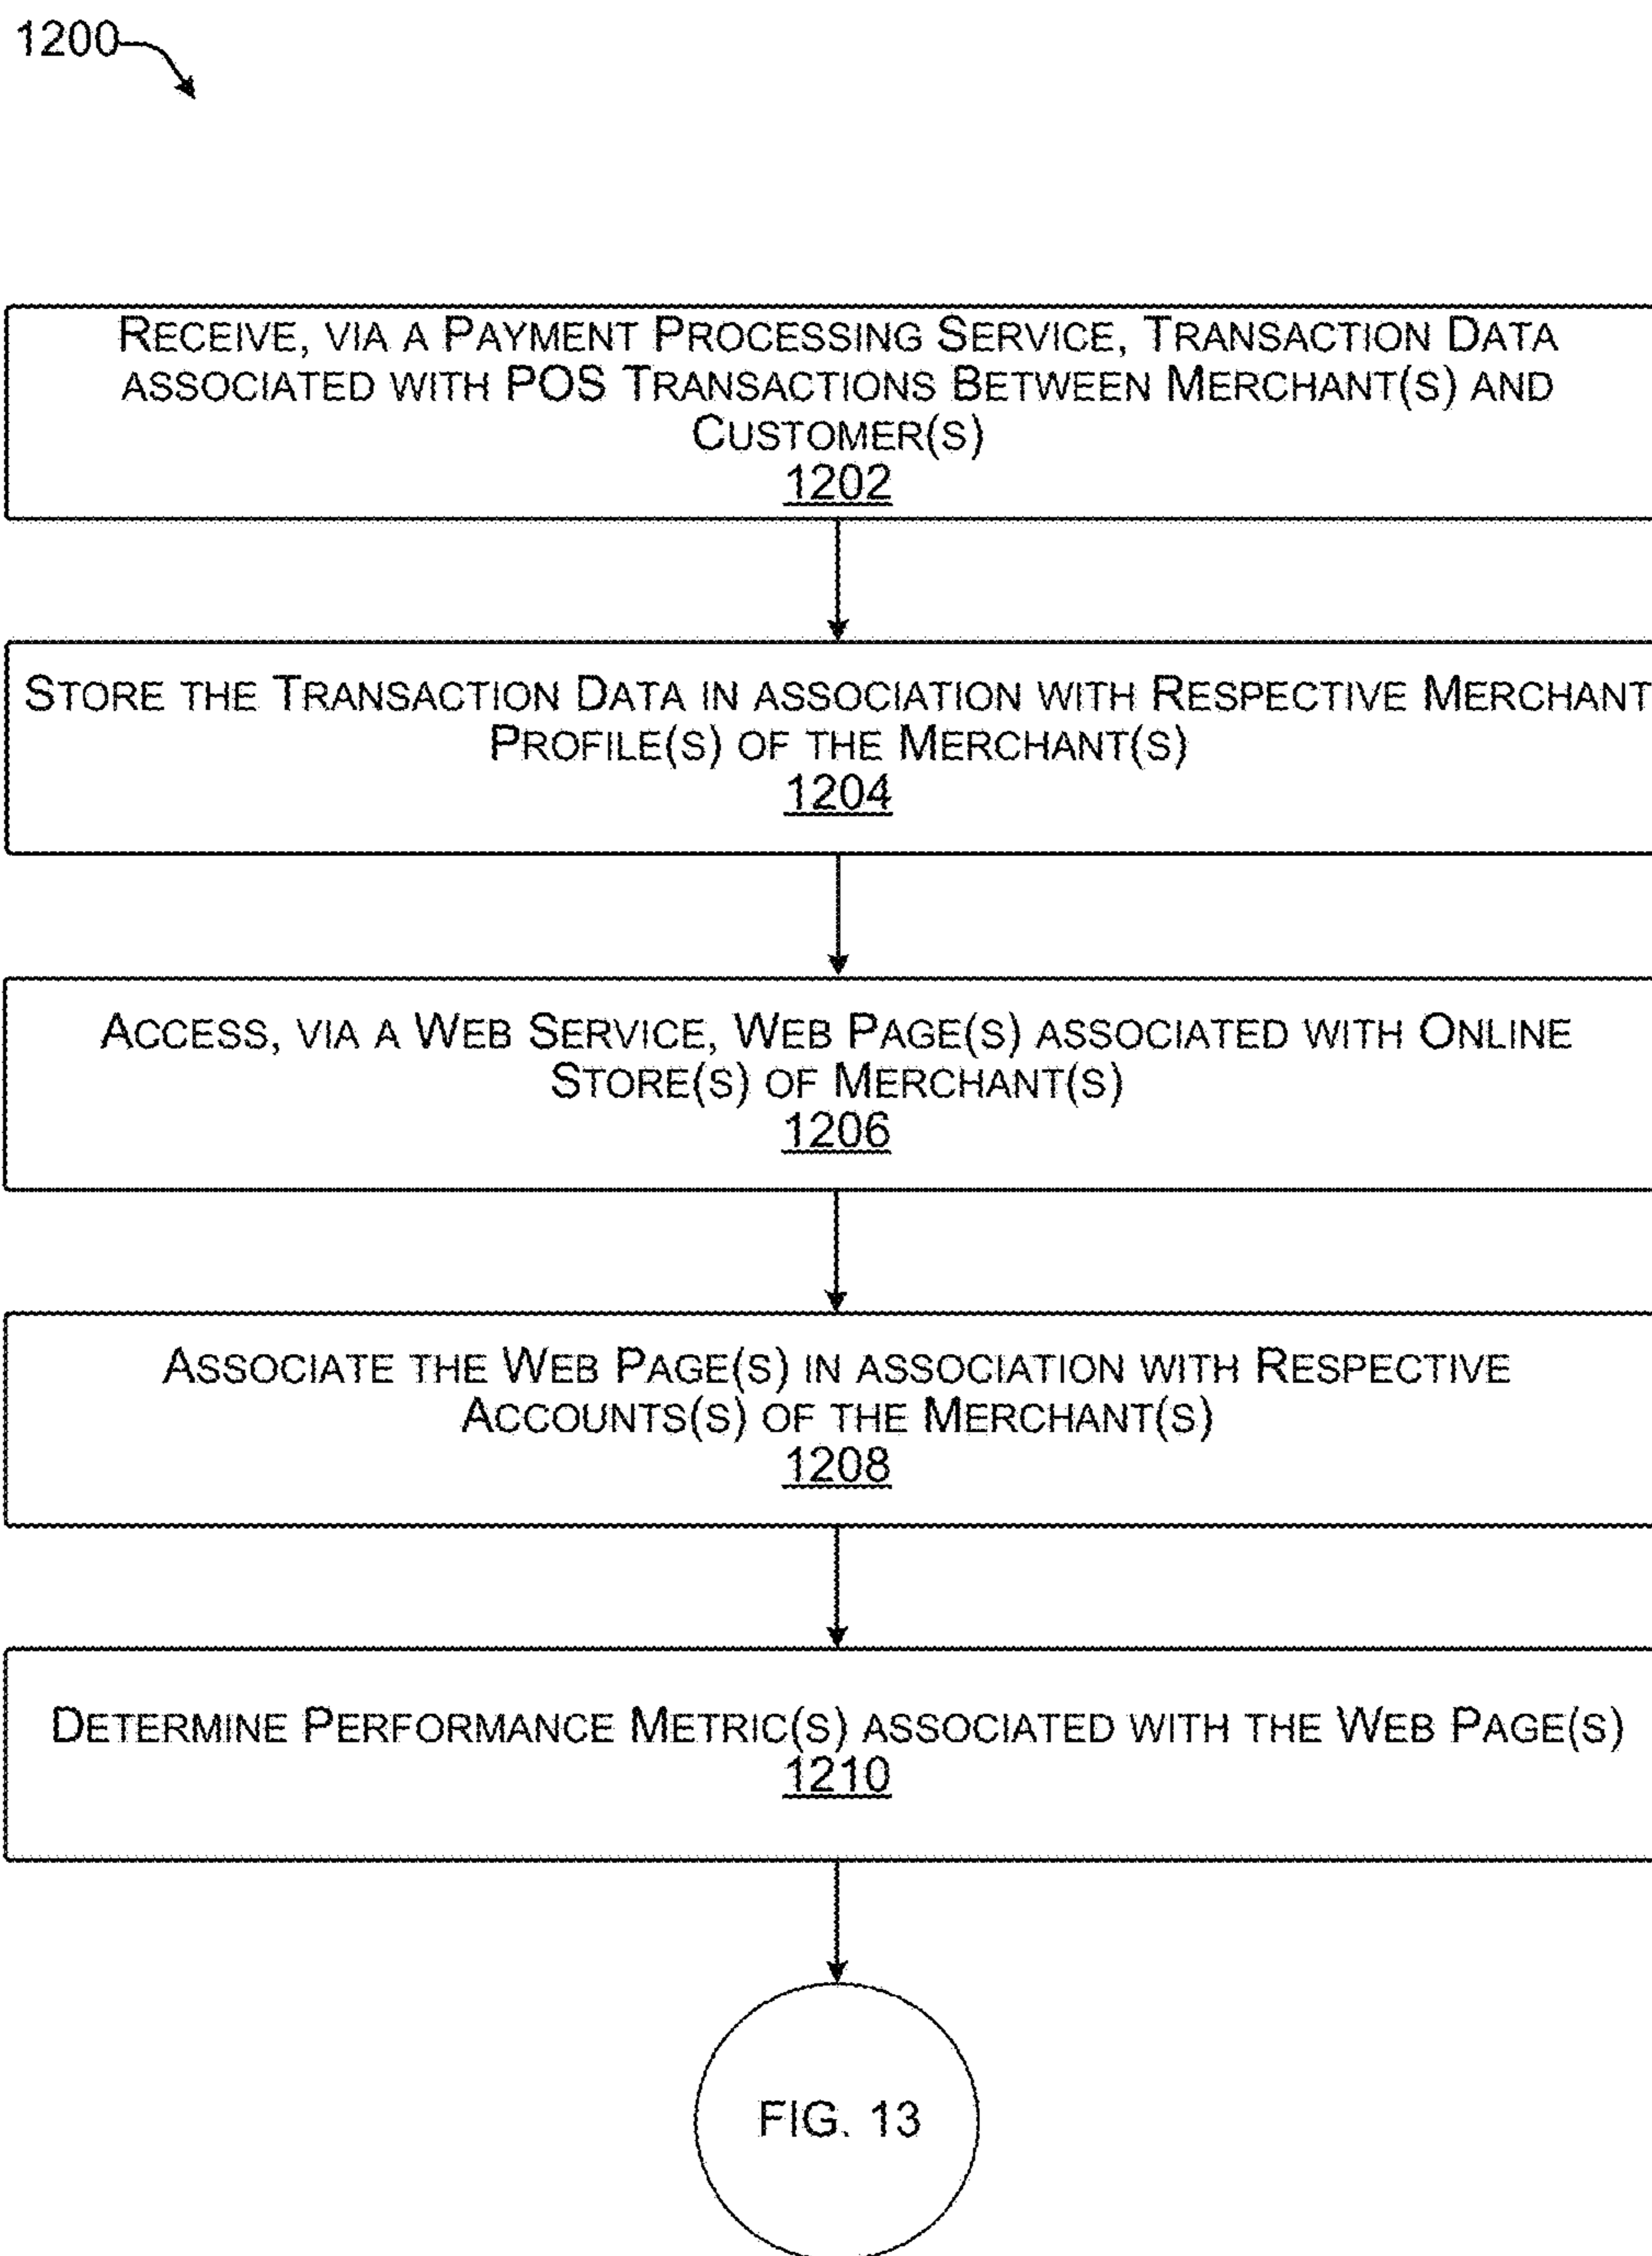 1200
RECEIVE, VIA A PAYMENT PROCESSING SERVICE, TRANSACTION DATA
ASSOCIATED WITH POS TRANSACTIONS BETWEEN MERCHANT(S) AND
CUSTOMER(S)
1202
STORE THE TRANSACTION DATA IN ASSOCIATION WITH RESPECTIVE MERCHANT
PROFILE(S) OF THE MERCHANT(S)
1204
ACCESS, VIA A WEB SERVICE, WEB PAGE(S) ASSOCIATED WITH ONLINE
STORE(S) OF MERCHANT(S)
1206
ASSOCIATE THE WEB PAGE(S) IN ASSOCIATION WITH RESPECTIVE
ACCOUNTS(S) OF THE MERCHANT(S)
1208
DETERMINE PERFORMANCE METRIC(S) ASSOCIATED WITH THE WEB PAGE(S)
1210
FIG. 13